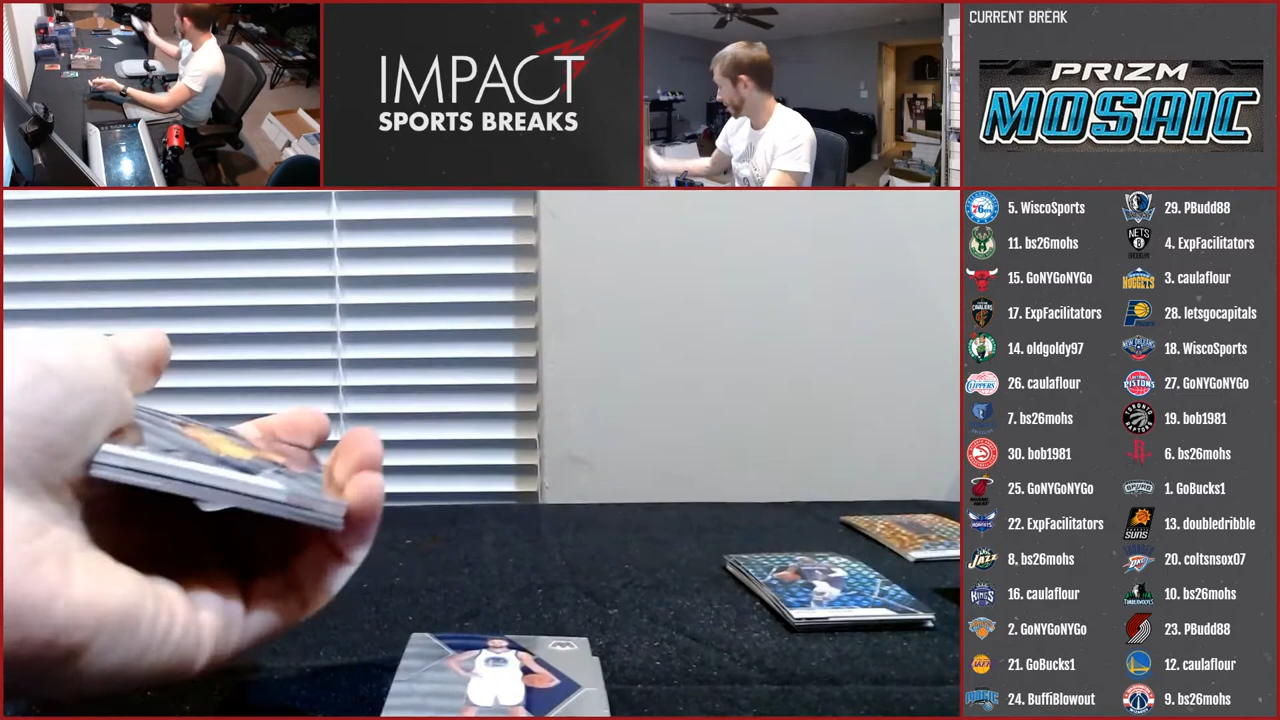 IMPACT
SPORTS BREAKS
CURRENT BREAK
PRIZM
MOSAIC
5. WiscoSports
11. bs26mohs
15. GoNYGoNYGo
17. ExpFacilitators
14. oldgoldy97
26. caulaflour
7. bs26mohs
30. bob1981
25. GoNYGoNYGo
22. ExpFacilitators
8. bs26mohs
16. caulaflour
2. GoNYGoNYGo
21. GoBucks1
24. BuffiBlowout
29. PBudd88
4. ExpFacilitators
3. caulaflour
28. letsgocapitals
18. WiscoSports
27. GoNYGoNYGo
19. bob1981
6. bs26mohs
1. GoBucks1
13. doubledribble
20. coltsnsox07
10. bs26mohs
23. PBudd88
12. caulaflour
9. bs26mohs